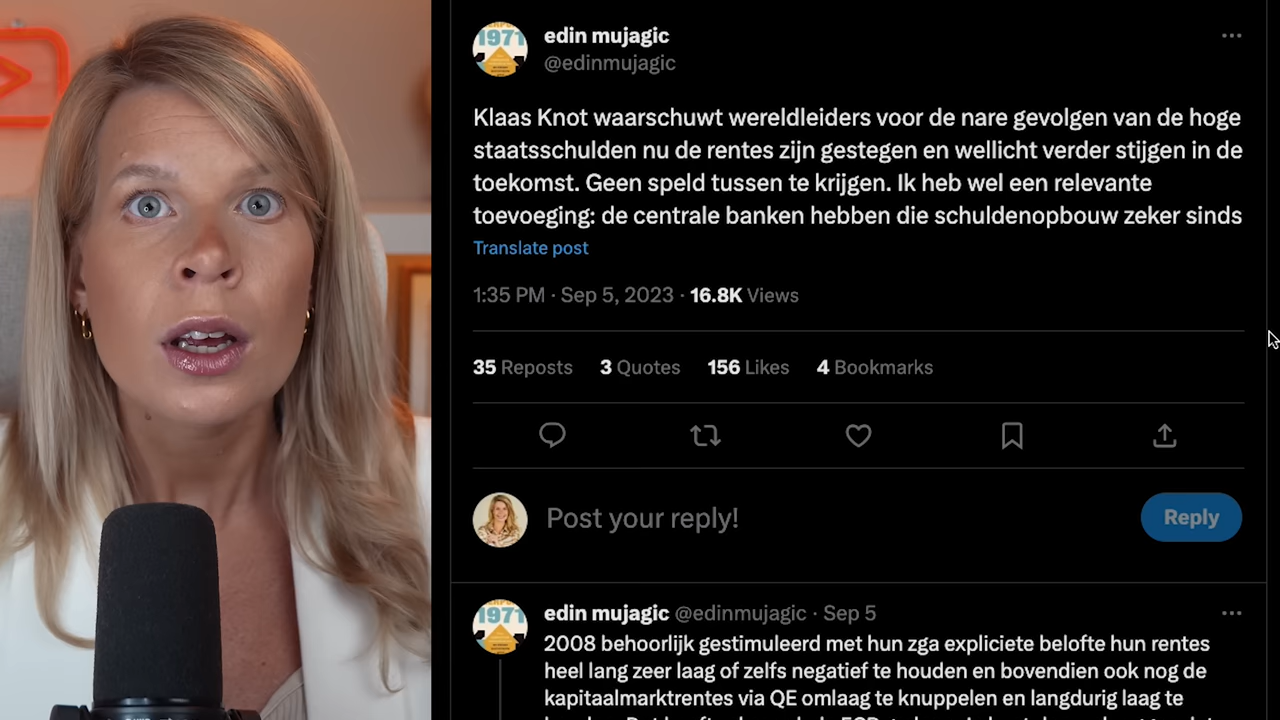 1971
edin mujagic
@edinmujagic
Klaas Knot waarschuwt wereldleiders voor de nare gevolgen van de hoge
staatsschulden nu de rentes zijn gestegen en wellicht verder stijgen in de
toekomst. Geen speld tussen te krijgen. Ik heb wel een relevante
toevoeging: de centrale banken hebben die schuldenopbouw zeker sinds
Translate post
1:35 PM · Sep 5, 2023 · 16.8K Views
35 Reposts 3 Quotes 156 Likes 4 Bookmarks
Post your reply!
Reply
1971
edin mujagic @edinmujagic · Sep 5
2008 behoorlijk gestimuleerd met hun zga expliciete belofte hun rentes
heel lang zeer laag of zelfs negatief te houden en bovendien ook nog de
kapitaalmarktrentes via QE omlaag te knuppelen en langdurig laag te